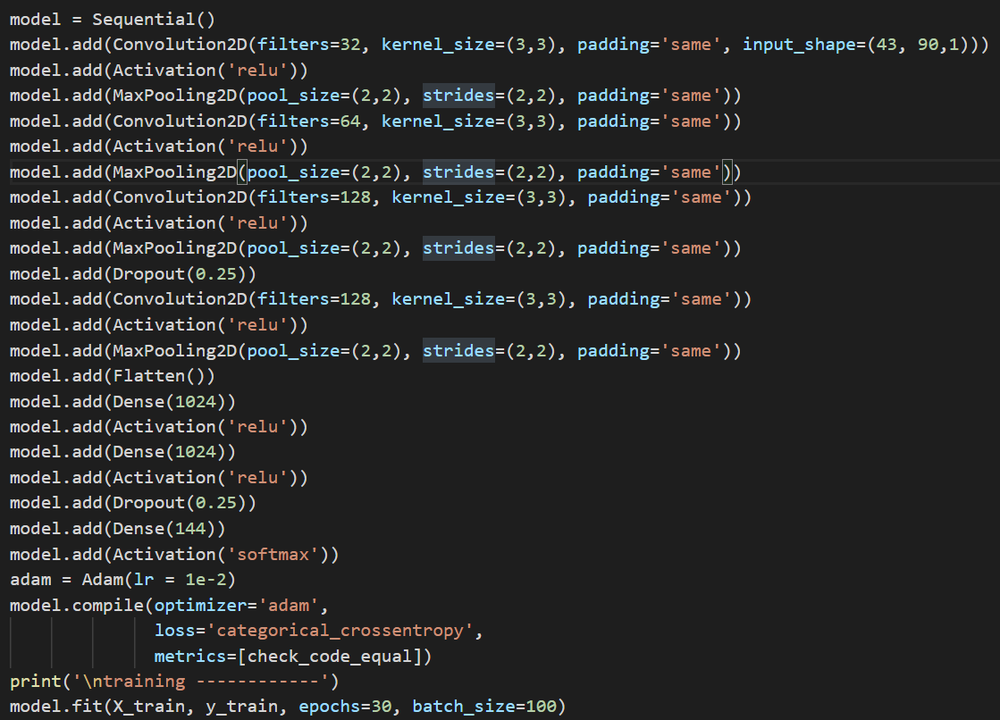 model = Sequential()
model.add(Convolution2D(filters=32, kernel_size=(3,3), padding='same', input_shape=(43, 90,1)))
model.add(Activation('relu'))
model.add(MaxPooling2D(pool_size=(2,2), strides=(2,2), padding='same'))
model.add(Convolution2D(filters=64, kernel_size=(3,3), padding='same'))
model.add(Activation('relu'))
model.add(MaxPooling2D(pool_size=(2,2), strides=(2,2), padding='same'))
model.add(Convolution2D(filters=128, kernel_size=(3,3), padding='same'))
model.add(Activation('relu'))
model.add(MaxPooling2D(pool_size=(2,2), strides=(2,2), padding='same'))
model.add(Dropout(0.25))
model.add(Convolution2D(filters=128, kernel_size=(3,3), padding='same'))
model.add(Activation('relu'))
model.add(MaxPooling2D(pool_size=(2,2), strides=(2,2), padding='same'))
model.add(Flatten())
model.add(Dense(1024))
model.add(Activation('relu'))
model.add(Dense(1024))
model.add(Activation('relu'))
model.add(Dropout(0.25))
model.add(Dense(144))
model.add(Activation('softmax'))
adam = Adam(lr = 1e-2)
model.compile(optimizer='adam',
              loss='categorical_crossentropy',
              metrics=[check_code_equal])
print('\ntraining ------------')
model.fit(X_train, y_train, epochs=30, batch_size=100)